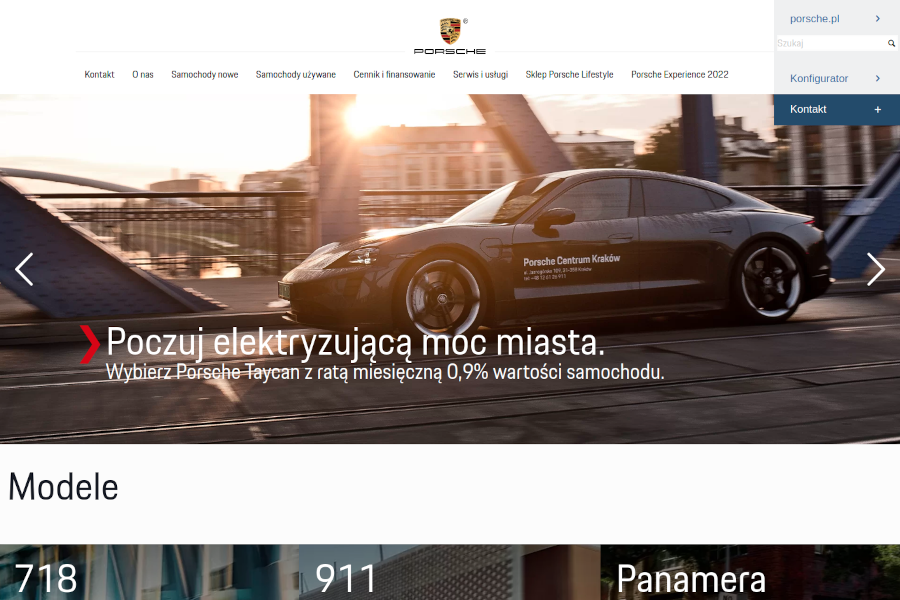 PORSCHE
Kontakt O nas Samochody nowe Samochody używane Cennik i finansowanie Serwis i usługi Sklep Porsche Lifestyle Porsche Experience 2022
porsche.pl
Szukaj
Konfigurator
Kontakt +
Porsche Centrum Kraków
Poczuj elektryzującą moc miasta.
Wybierz Porsche Taycan z ratą miesięczną 0,9% wartości samochodu.
Modele
718 911 Panamera